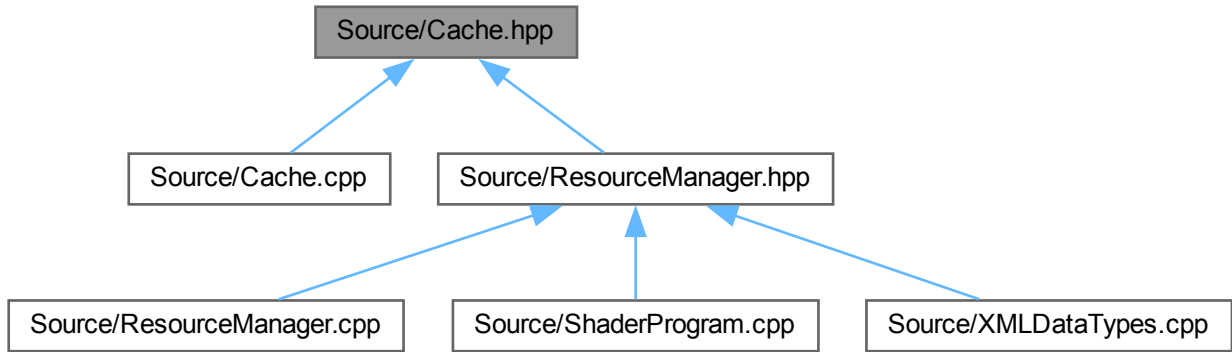 Source/Cache.hpp
Source/Cache.cpp
Source/ResourceManager.hpp
Source/ResourceManager.cpp
Source/ShaderProgram.cpp
Source/XMLDataTypes.cpp